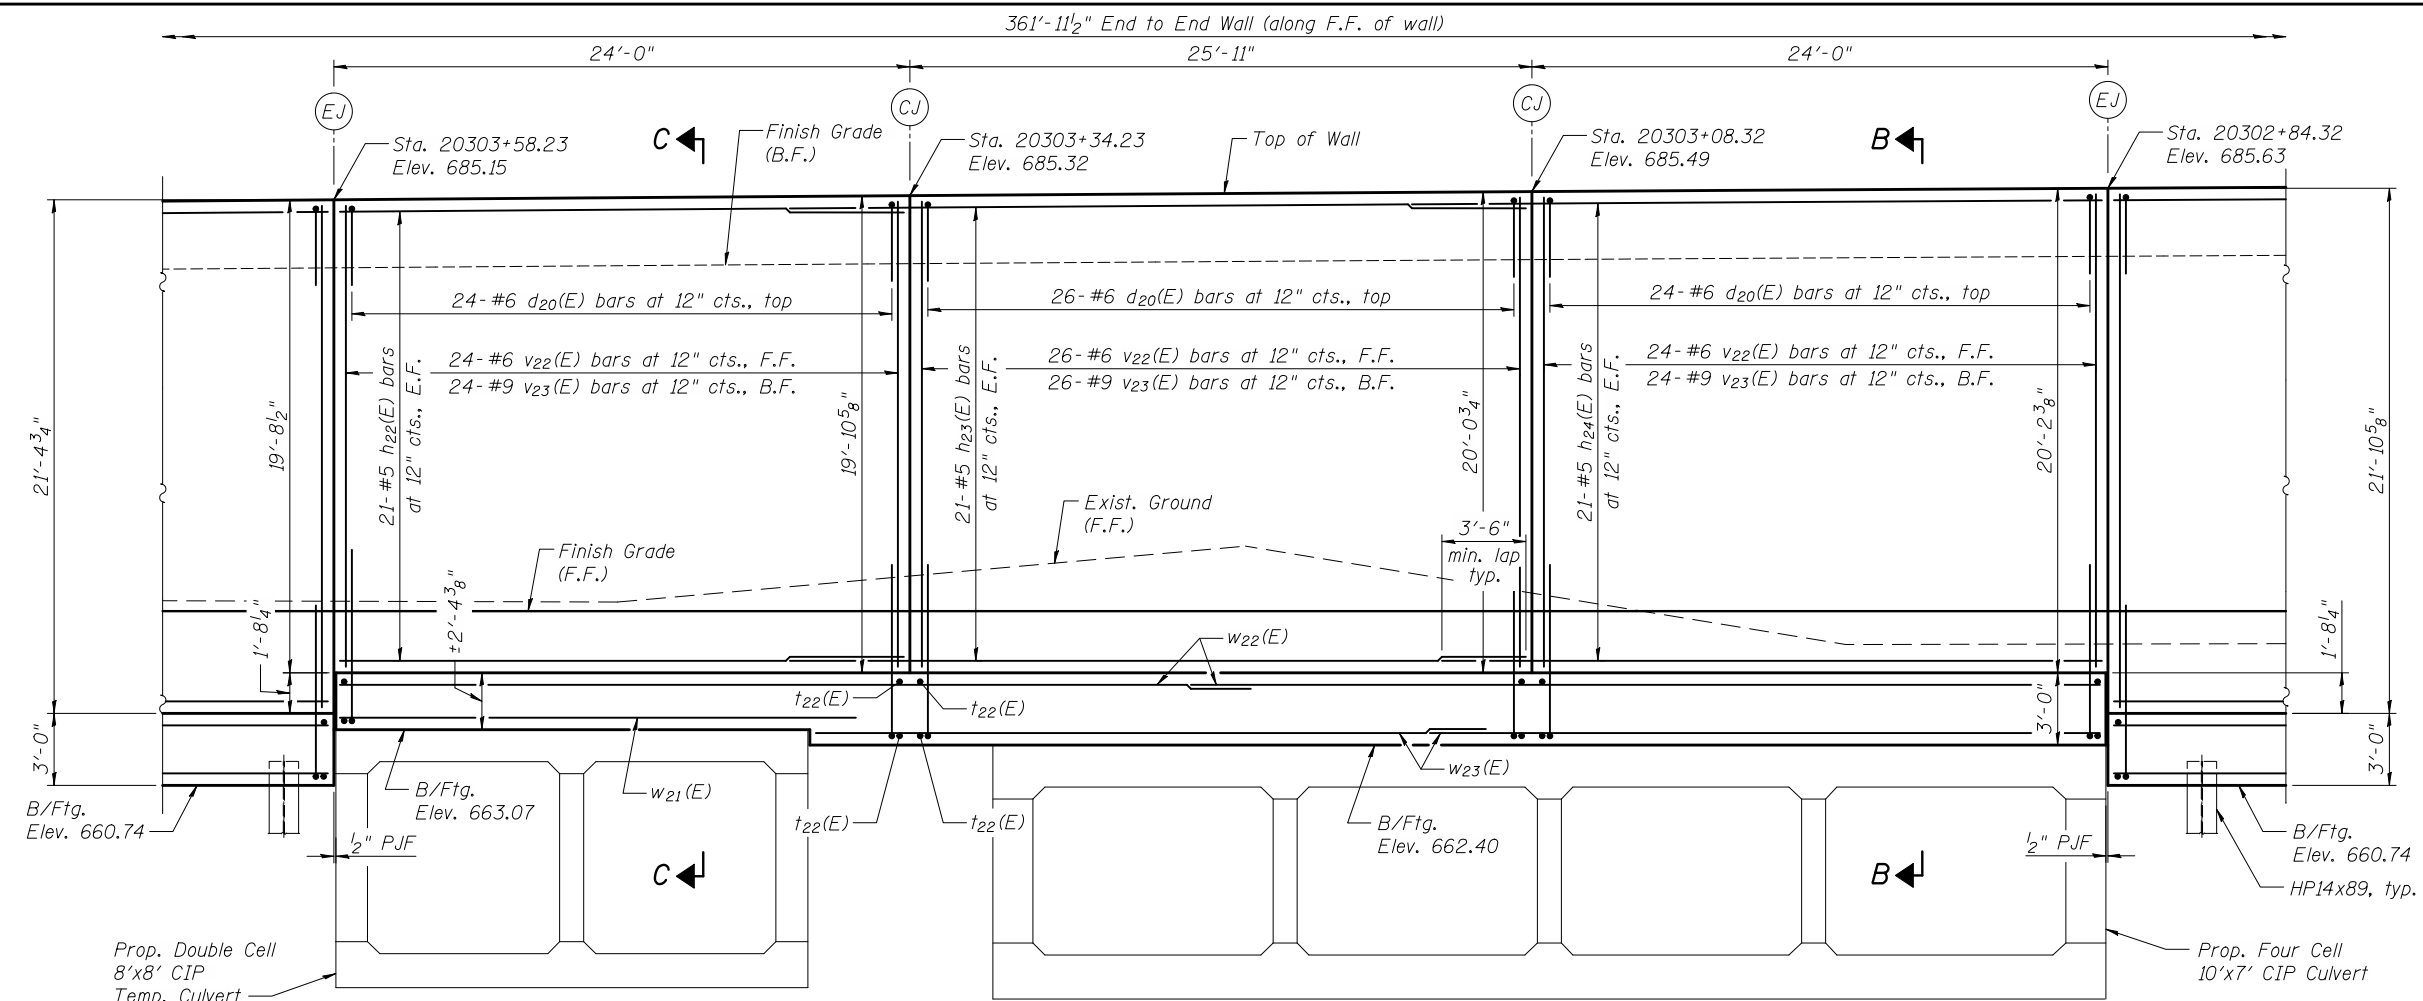 361'-11½" End to End Wall (along F.F. of wall)
24'-0"
25'-11"
24'-0"
EJ
CJ
CJ
EJ
Sta. 20303+58.23
Elev. 685.15
C
Finish Grade
(B.F.)
Sta. 20303+34.23
Elev. 685.32
Top of Wall
Sta. 20303+08.32
Elev. 685.49
B
Sta. 20302+84.32
Elev. 685.63
24-#6 d20(E) bars at 12" cts., top
26-#6 d20(E) bars at 12" cts., top
24-#6 d20(E) bars at 12" cts., top
24-#6 v22(E) bars at 12" cts., F.F.
24-#9 v23(E) bars at 12" cts., B.F.
26-#6 v22(E) bars at 12" cts., F.F.
26-#9 v23(E) bars at 12" cts., B.F.
24-#6 v22(E) bars at 12" cts., F.F.
24-#9 v23(E) bars at 12" cts., B.F.
21'-4¾"
19'-8½"
21-#5 h22(E) bars
at 12" cts., E.F.
19'-10⅝"
21-#5 h23(E) bars
at 12" cts., E.F.
20'-0¾"
21-#5 h24(E) bars
at 12" cts., E.F.
20'-2⅜"
21'-10⅝"
Exist. Ground
(F.F.)
3'-6"
min. lap
typ.
Finish Grade
(F.F.)
1'-8¼"
±2'-4⅜"
w22(E)
1'-8¼"
t22(E)
t22(E)
3'-0"
3'-0"
3'-0"
w23(E)
w21(E)
B/Ftg.
Elev. 660.74
B/Ftg.
Elev. 663.07
t22(E)
t22(E)
B/Ftg.
Elev. 662.40
B/Ftg.
Elev. 660.74
½" PJF
½" PJF
C
B
HP14x89, typ.
Prop. Double Cell
8'x8' CIP
Temp. Culvert
Prop. Four Cell
10'x7' CIP Culvert